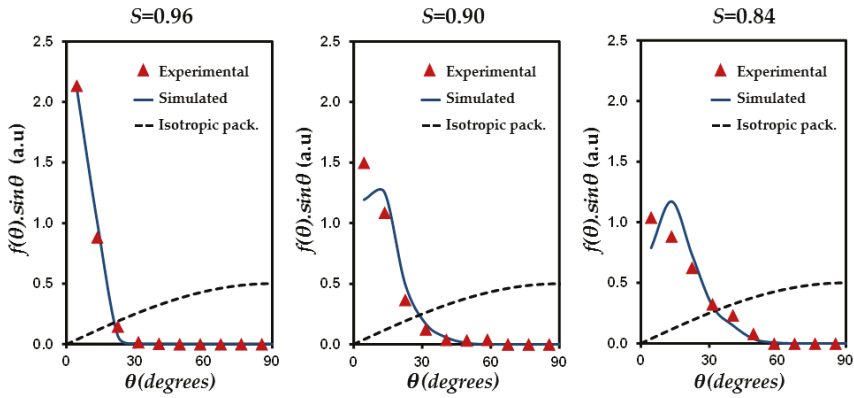 S=0.96
S=0.90
S=0.84
2.5
2.0
1.5
1.0
0.5
0.0
f(θ).sinθ (a.u)
Experimental
Simulated
Isotropic pack.
0
30
60
90
θ(degrees)
2.5
2.0
1.5
1.0
0.5
0.0
f(θ).sinθ (a.u)
Experimental
Simulated
Isotropic pack.
0
30
60
90
θ(degrees)
2.5
2.0
1.5
1.0
0.5
0.0
f(θ).sinθ (a.u)
Experimental
Simulated
Isotropic pack.
0
30
60
90
θ(degrees)